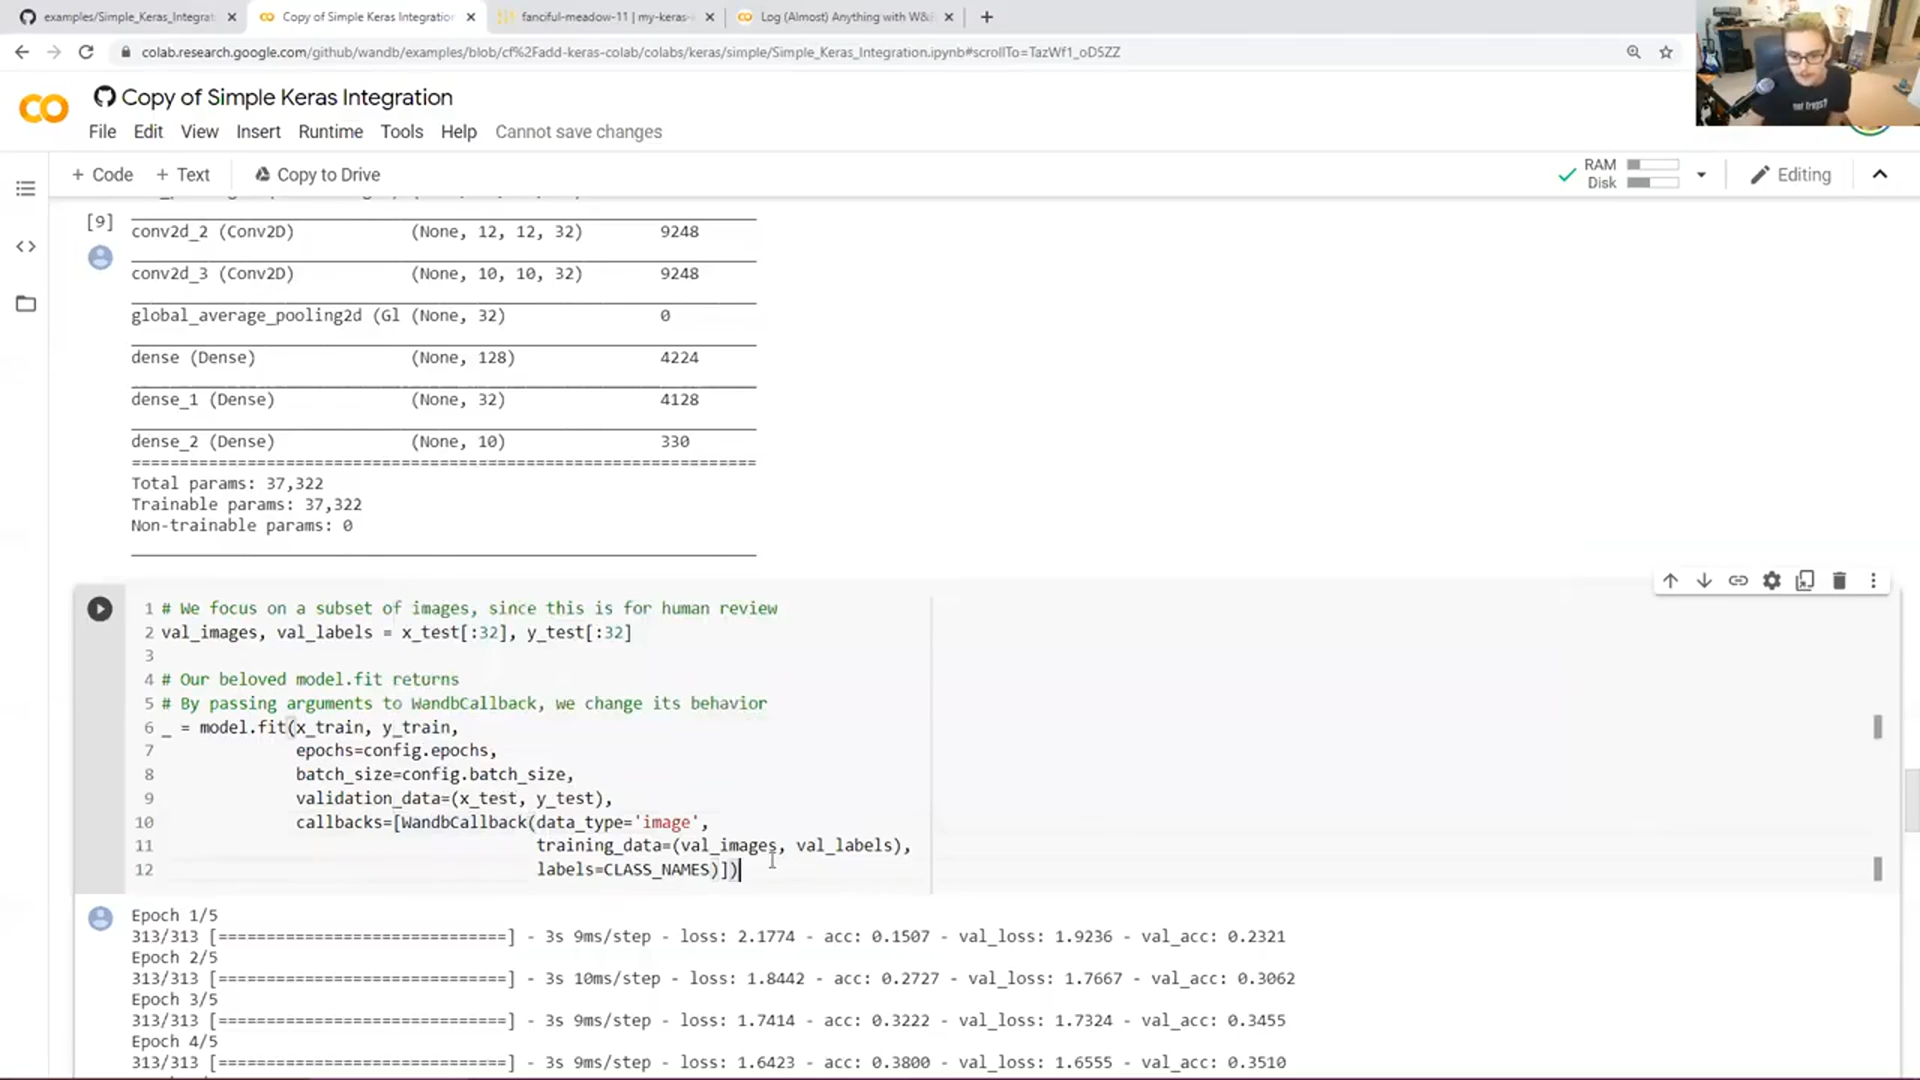 examples/Simple_Keras_Integrat
Copy of Simple Keras Integration
fanciful-meadow-11 | my-keras-
Log (Almost) Anything with W&
colab.research.google.com/github/wandb/examples/blob/cf%2Fadd-keras-colab/colabs/keras/simple/Simple_Keras_Integration.ipynb#scrollTo=TazWf1_oD5ZZ
Copy of Simple Keras Integration
File Edit View Insert Runtime Tools Help Cannot save changes
+ Code + Text Copy to Drive
RAM
Disk
Editing
[9]
conv2d_2 (Conv2D) (None, 12, 12, 32) 9248
conv2d_3 (Conv2D) (None, 10, 10, 32) 9248
global_average_pooling2d (Gl (None, 32) 0
dense (Dense) (None, 128) 4224
dense_1 (Dense) (None, 32) 4128
dense_2 (Dense) (None, 10) 330
=================================================================
Total params: 37,322
Trainable params: 37,322
Non-trainable params: 0
1 # We focus on a subset of images, since this is for human review
2 val_images, val_labels = x_test[:32], y_test[:32]
3
4 # Our beloved model.fit returns
5 # By passing arguments to WandbCallback, we change its behavior
6 _ = model.fit(x_train, y_train,
7 epochs=config.epochs,
8 batch_size=config.batch_size,
9 validation_data=(x_test, y_test),
10 callbacks=[WandbCallback(data_type='image',
11 training_data=(val_images, val_labels),
12 labels=CLASS_NAMES)])
Epoch 1/5
313/313 [==============================] - 3s 9ms/step - loss: 2.1774 - acc: 0.1507 - val_loss: 1.9236 - val_acc: 0.2321
Epoch 2/5
313/313 [==============================] - 3s 10ms/step - loss: 1.8442 - acc: 0.2727 - val_loss: 1.7667 - val_acc: 0.3062
Epoch 3/5
313/313 [==============================] - 3s 9ms/step - loss: 1.7414 - acc: 0.3222 - val_loss: 1.7324 - val_acc: 0.3455
Epoch 4/5
313/313 [==============================] - 3s 9ms/step - loss: 1.6423 - acc: 0.3800 - val_loss: 1.6555 - val_acc: 0.3510
got frogs?